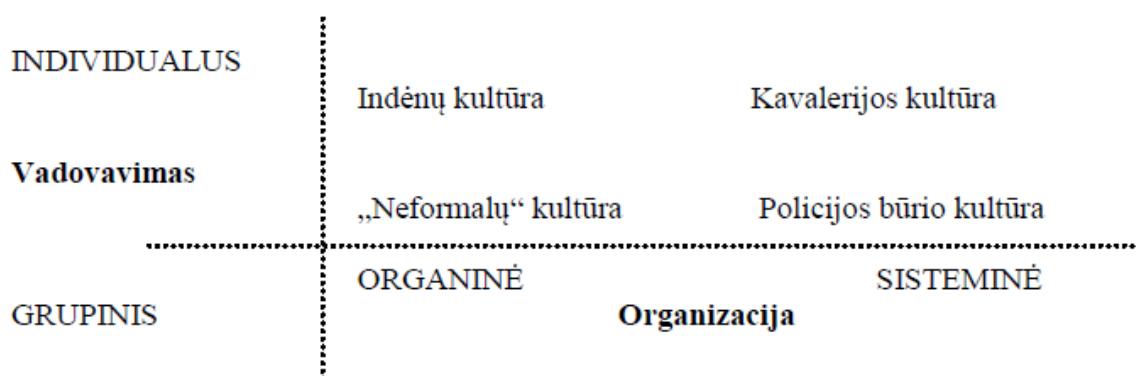 INDIVIDUALUS
Indėnų kultūra Kavalerijos kultūra
Vadovavimas
„Neformalų“ kultūra Policijos būrio kultūra
ORGANINĖ SISTEMINĖ
GRUPINIS Organizacija